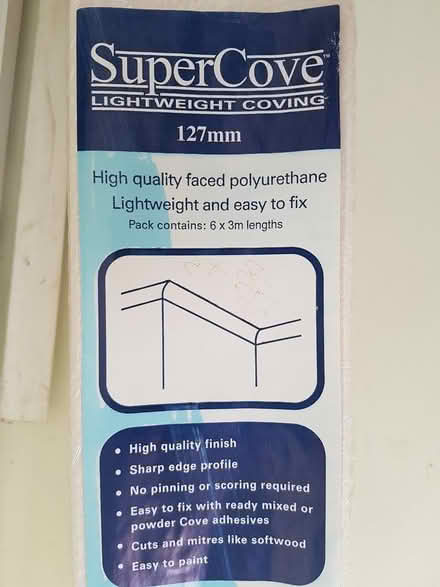 SuperCove™
LIGHTWEIGHT COVING
127mm
High quality faced polyurethane
Lightweight and easy to fix
Pack contains: 6 x 3m lengths
• High quality finish
• Sharp edge profile
• No pinning or scoring required
• Easy to fix with ready mixed or
powder Cove adhesives
• Cuts and mitres like softwood
• Easy to paint